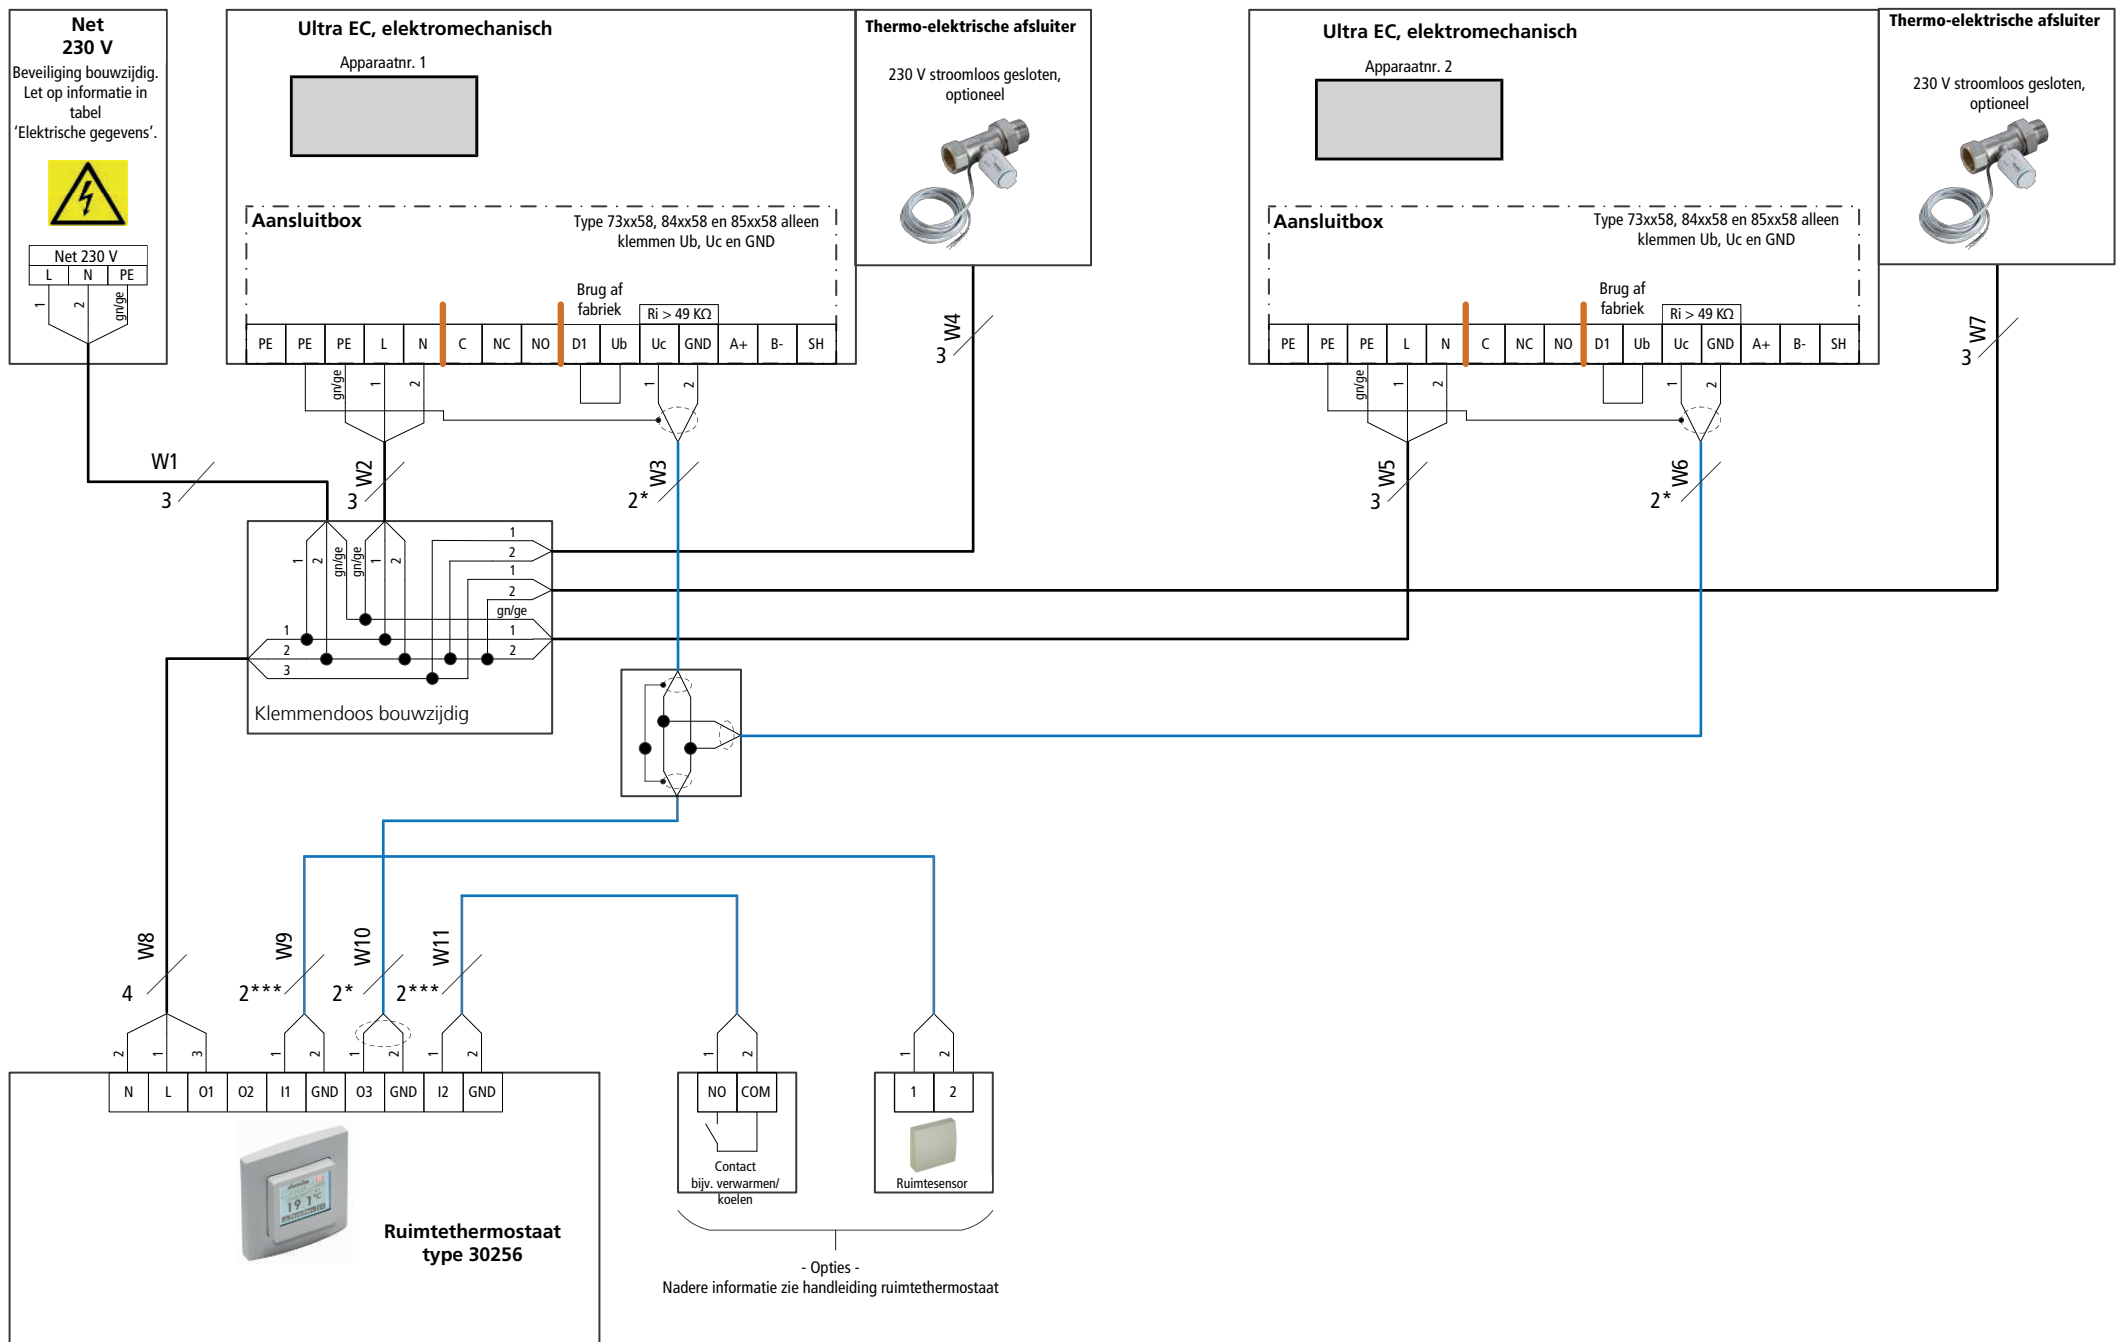 Net
230 V
Beveiliging bouwzijdig.
Let op informatie in
tabel
'Elektrische gegevens'.
Net 230 V
L N PE
1 2 gn/ge
Ultra EC, elektromechanisch
Apparaatnr. 1
Thermo-elektrische afsluiter
230 V stroomloos gesloten,
optioneel
Aansluitbox
Type 73xx58, 84xx58 en 85xx58 alleen
klemmen Ub, Uc en GND
Brug af
fabriek
Ri > 49 KΩ
PE PE PE L N C NC NO D1 Ub Uc GND A+ B- SH
gn/ge 1 2 1 2
Ultra EC, elektromechanisch
Apparaatnr. 2
Thermo-elektrische afsluiter
230 V stroomloos gesloten,
optioneel
Aansluitbox
Type 73xx58, 84xx58 en 85xx58 alleen
klemmen Ub, Uc en GND
Brug af
fabriek
Ri > 49 KΩ
PE PE PE L N C NC NO D1 Ub Uc GND A+ B- SH
gn/ge 1 2 1 2
W1
3
W2
3
W3
2*
W4
3
W5
3
W6
2*
W7
3
1 2 gn/ge gn/ge 1 2
1
2
1
2
gn/ge
1
2
1
2
3
Klemmendoos bouwzijdig
W8
4
W9
2***
W10
2*
W11
2***
2 1 3 1 2 1 2 1 2
N L O1 O2 I1 GND O3 GND I2 GND
19.1°C
Ruimtethermostaat
type 30256
1 2
NO COM
Contact
bijv. verwarmen/
koelen
1 2
1 2
Ruimtesensor
- Opties -
Nadere informatie zie handleiding ruimtethermostaat